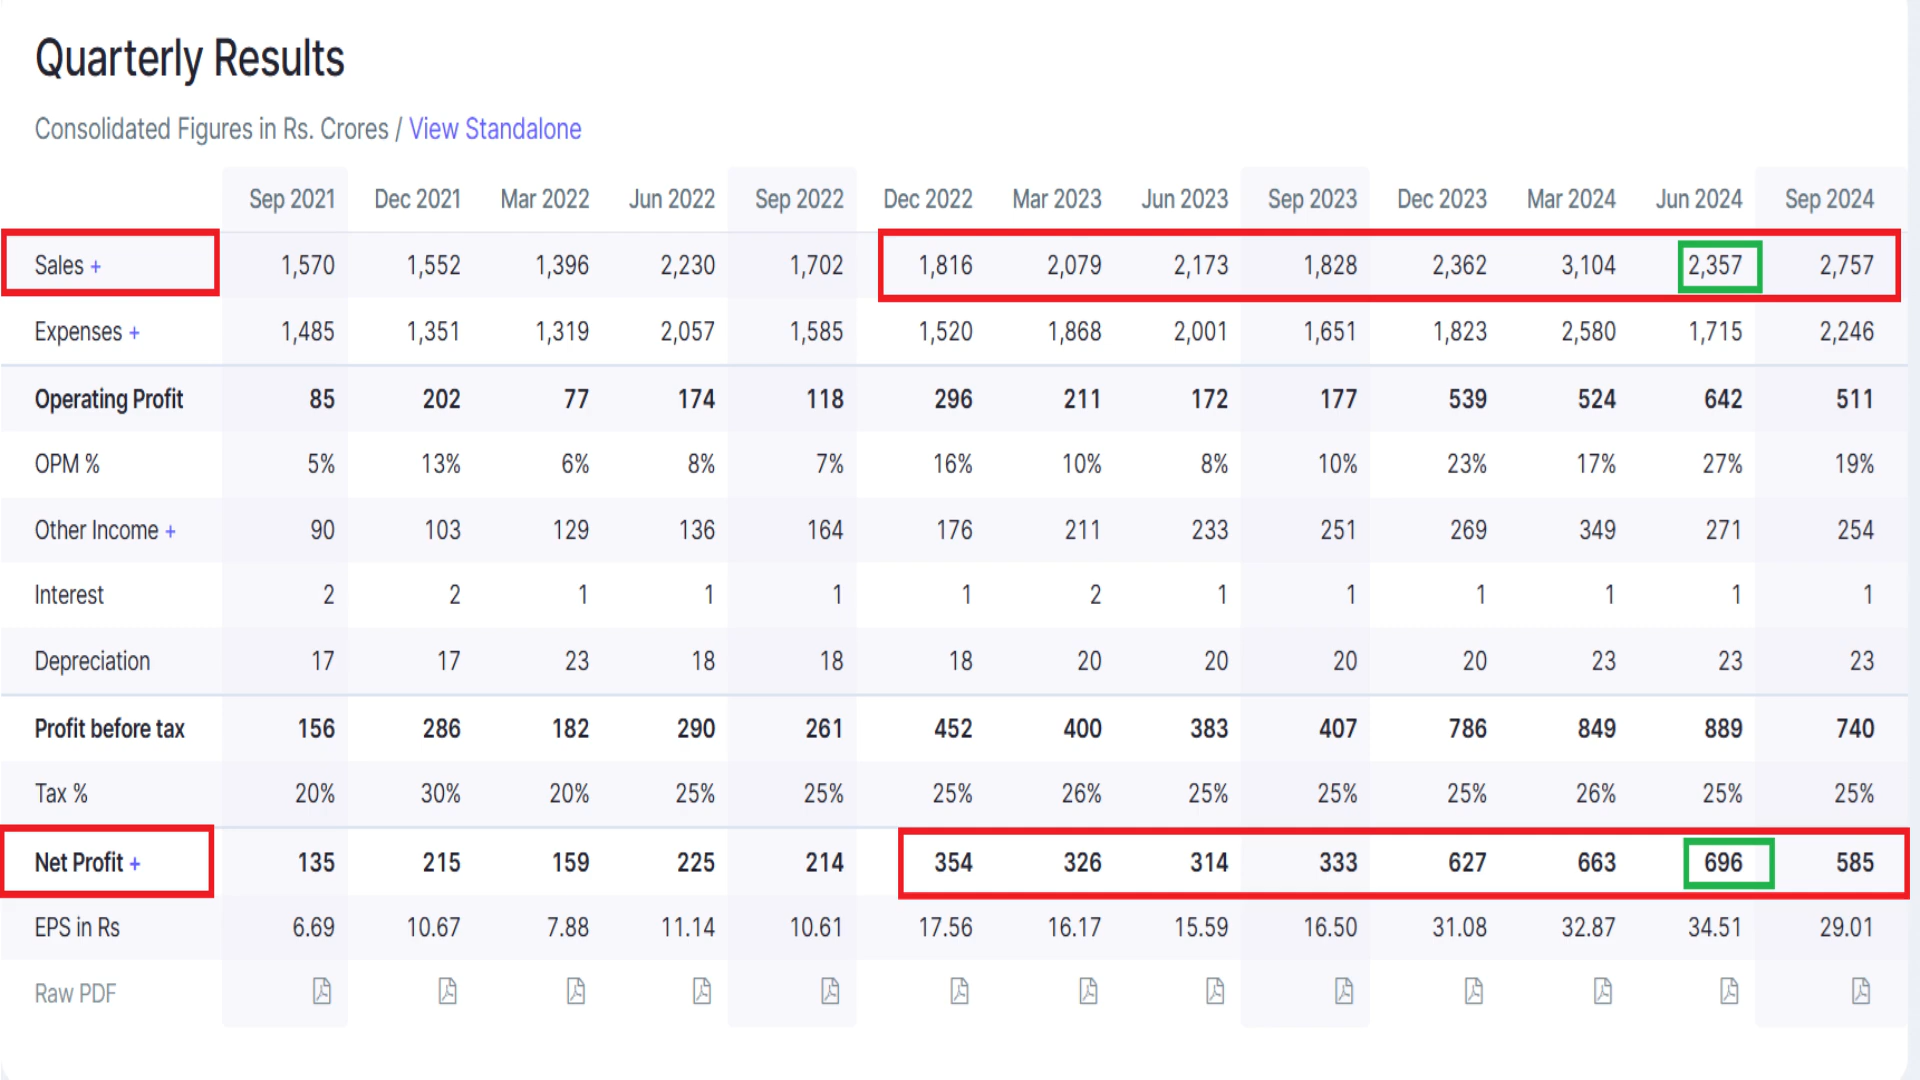 Quarterly Results
Consolidated Figures in Rs. Crores / View Standalone
Sep 2021 Dec 2021 Mar 2022 Jun 2022 Sep 2022 Dec 2022 Mar 2023 Jun 2023 Sep 2023 Dec 2023 Mar 2024 Jun 2024 Sep 2024
Sales + 1,570 1,552 1,396 2,230 1,702 1,816 2,079 2,173 1,828 2,362 3,104 2,357 2,757
Expenses + 1,485 1,351 1,319 2,057 1,585 1,520 1,868 2,001 1,651 1,823 2,580 1,715 2,246
Operating Profit 85 202 77 174 118 296 211 172 177 539 524 642 511
OPM % 5% 13% 6% 8% 7% 16% 10% 8% 10% 23% 17% 27% 19%
Other Income + 90 103 129 136 164 176 211 233 251 269 349 271 254
Interest 2 2 1 1 1 1 2 1 1 1 1 1 1
Depreciation 17 17 23 18 18 18 20 20 20 20 23 23 23
Profit before tax 156 286 182 290 261 452 400 383 407 786 849 889 740
Tax % 20% 30% 20% 25% 25% 25% 26% 25% 25% 25% 26% 25% 25%
Net Profit + 135 215 159 225 214 354 326 314 333 627 663 696 585
EPS in Rs 6.69 10.67 7.88 11.14 10.61 17.56 16.17 15.59 16.50 31.08 32.87 34.51 29.01
Raw PDF